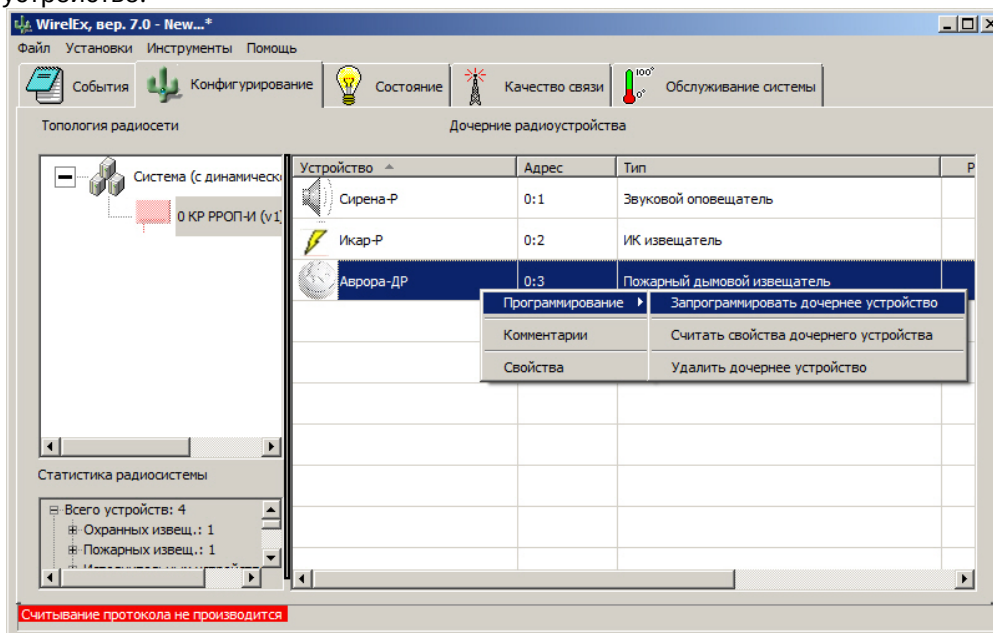 WirelEx, вер. 7.0 - New...*
Файл Установки Инструменты Помощь
События Конфигурирование Состояние Качество связи 100° 0° Обслуживание системы
Топология радиосети Дочерние радиоустройства
Устройство Адрес Тип Р
Система (с динамическ
0 КР РРОП-И (v1
Сирена-Р 0:1 Звуковой оповещатель
Икар-Р 0:2 ИК извещатель
Аврора-ДР 0:3 Пожарный дымовой извещатель
Программирование Запрограммировать дочернее устройство
Комментарии Считать свойства дочернего устройства
Свойства Удалить дочернее устройство
Статистика радиосистемы
Всего устройств: 4
Охранных извещ.: 1
Пожарных извещ.: 1
Считывание протокола не производится